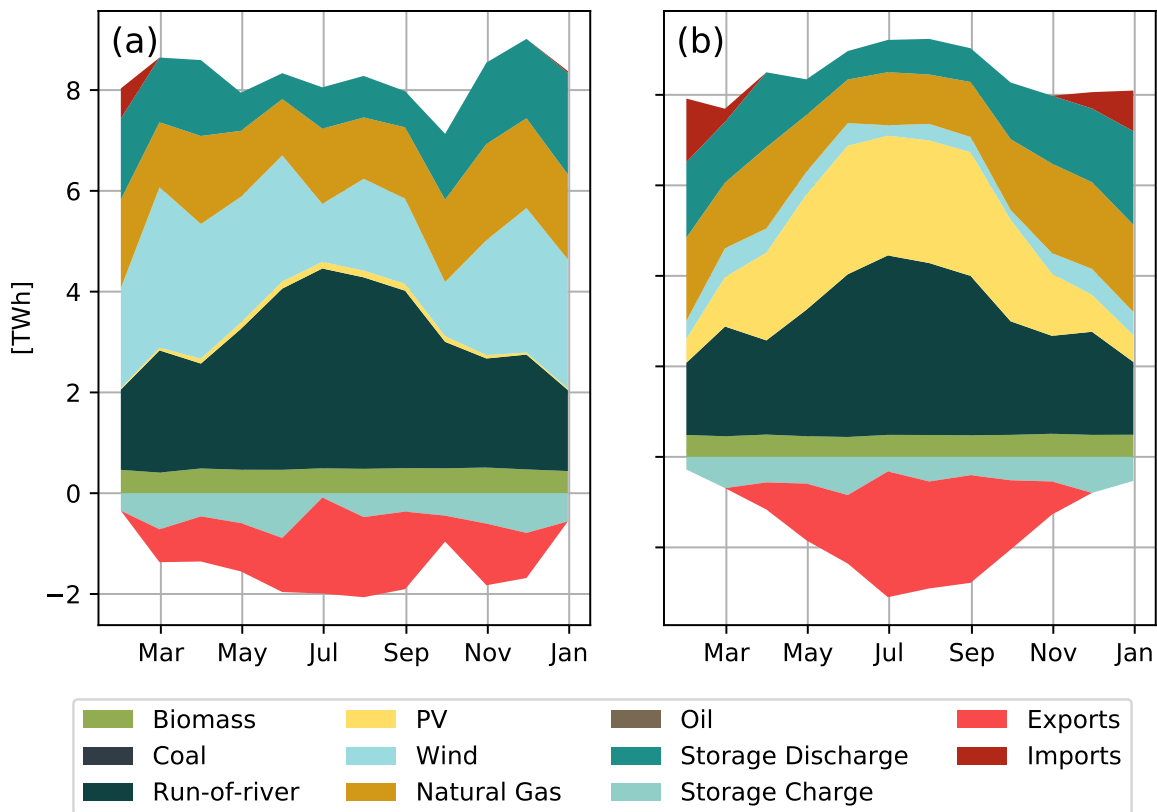 (a) (b)
8
6
4
2
0
−2
[TWh]
Mar May Jul Sep Nov Jan Mar May Jul Sep Nov Jan
Biomass PV Oil Exports
Coal Wind Storage Discharge Imports
Run-of-river Natural Gas Storage Charge